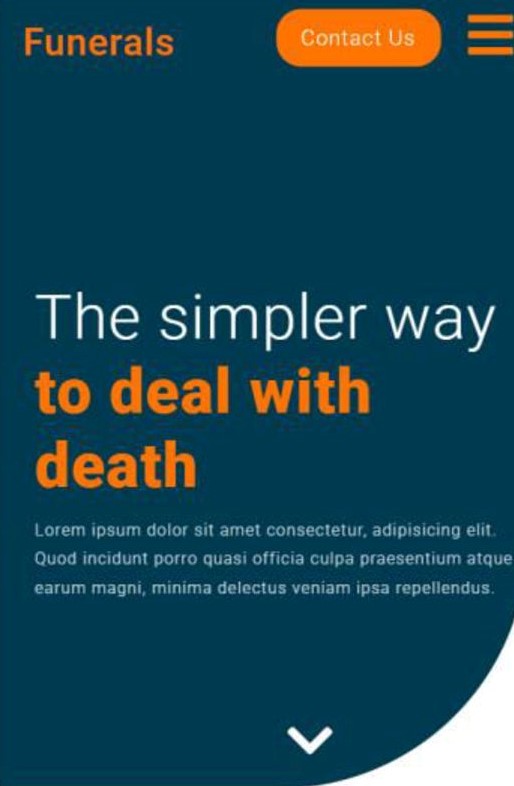 Funerals
Contact Us
The simpler way
to deal with
death
Lorem ipsum dolor sit amet consectetur, adipisicing elit.
Quod incidunt porro quasi officia culpa praesentium atque
earum magni, minima delectus veniam ipsa repellendus.